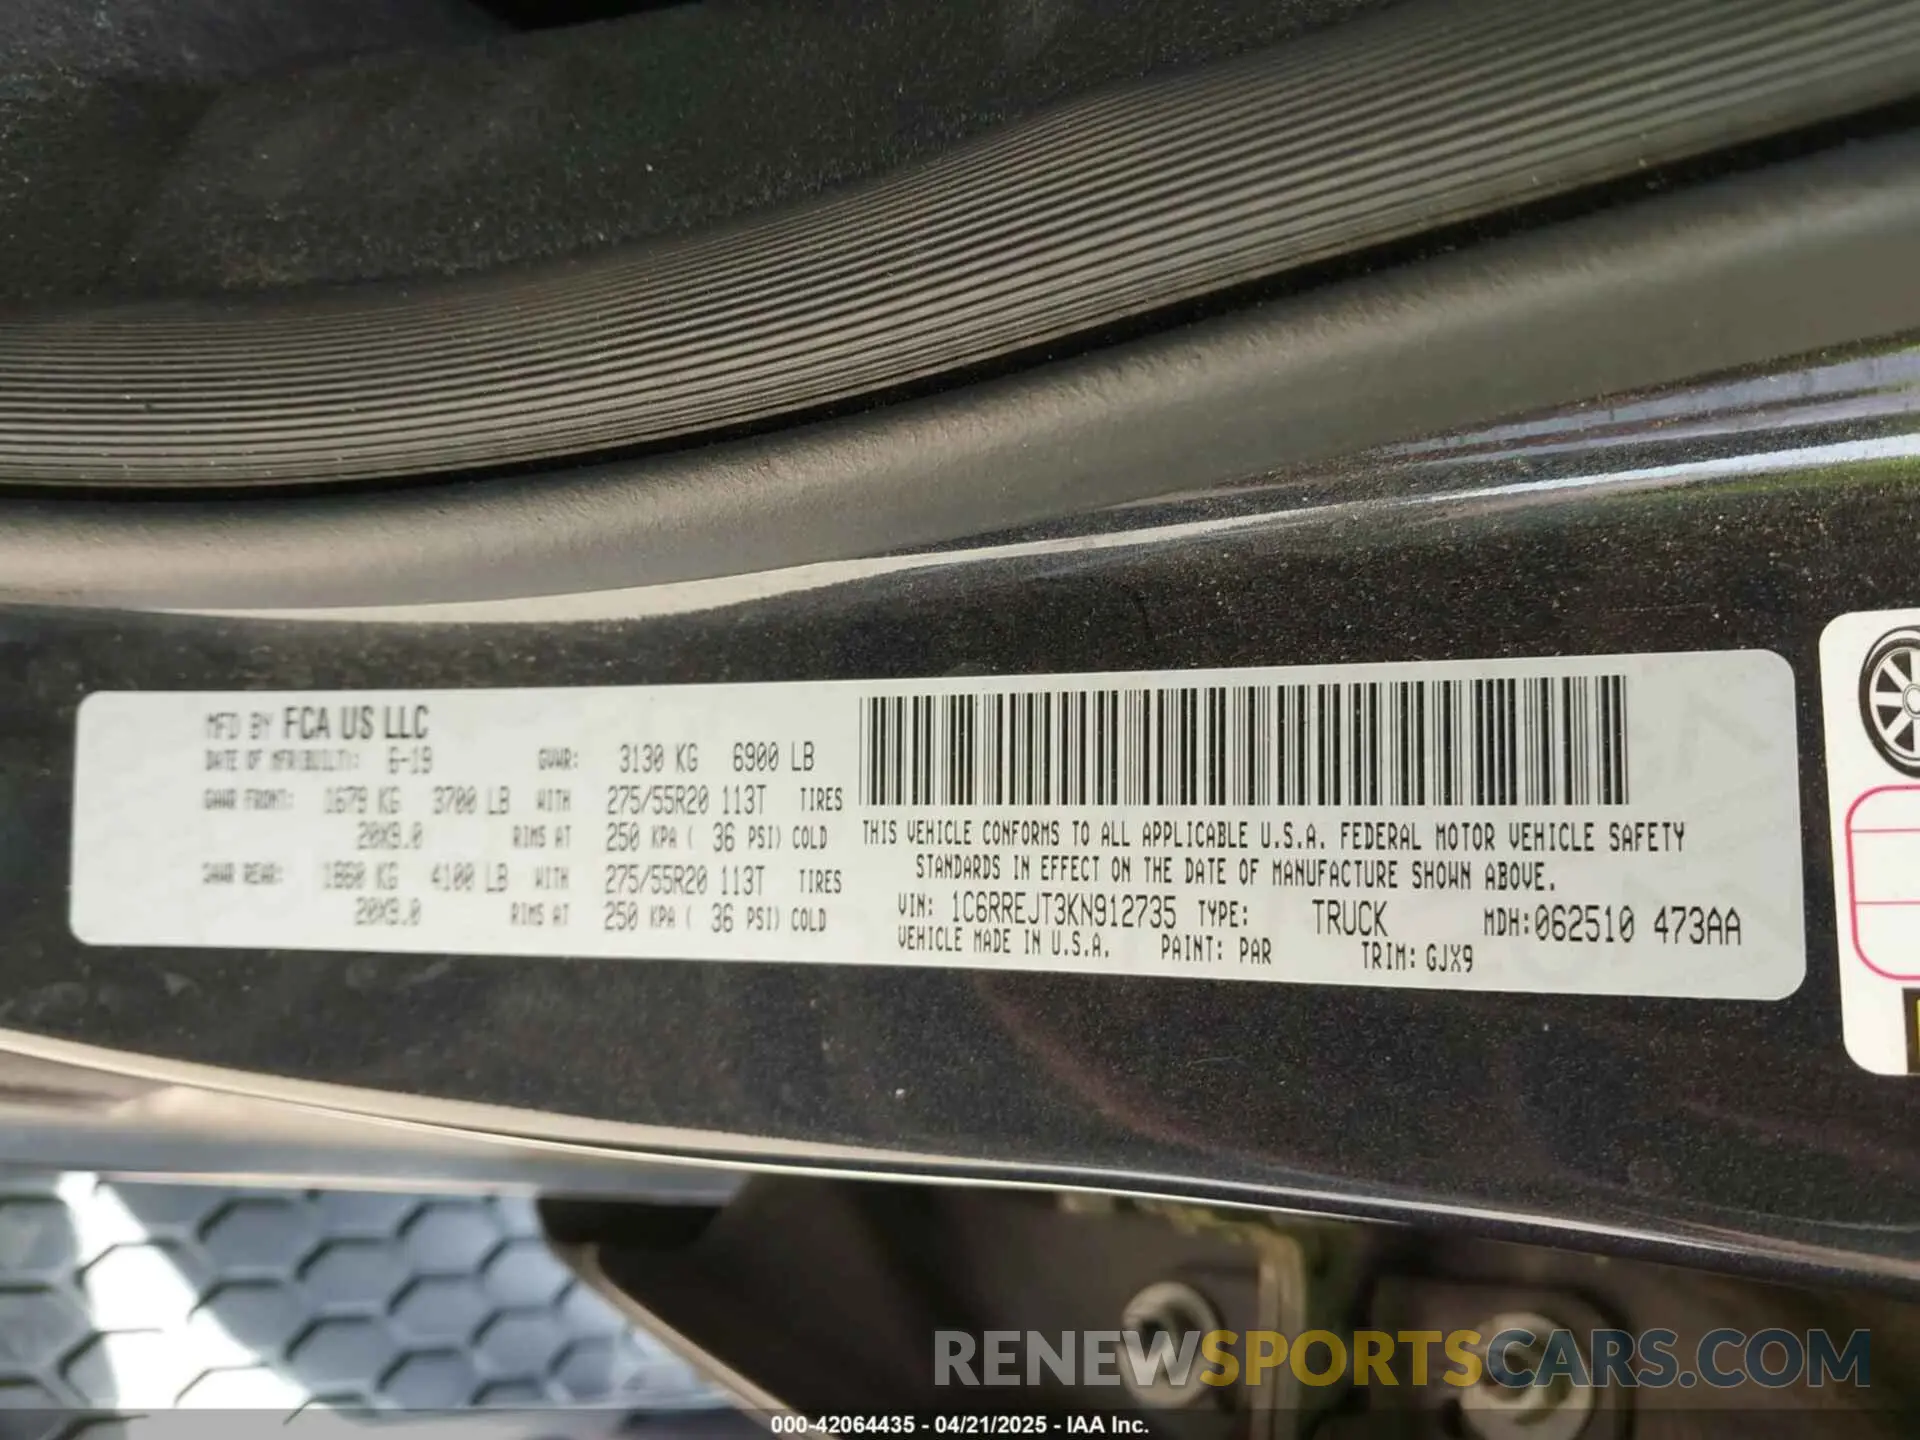 MFD BY FCA US LLC
DATE OF MFR(BUILT): 6-19 GVWR: 3130 KG 6900 LB
GAWR FRONT: 1679 KG 3700 LB WITH 275/55R20 113T TIRES
20X9.0 RIMS AT 250 KPA ( 36 PSI) COLD
GAWR REAR: 1860 KG 4100 LB WITH 275/55R20 113T TIRES
20X9.0 RIMS AT 250 KPA ( 36 PSI) COLD
THIS VEHICLE CONFORMS TO ALL APPLICABLE U.S.A. FEDERAL MOTOR VEHICLE SAFETY
STANDARDS IN EFFECT ON THE DATE OF MANUFACTURE SHOWN ABOVE.
VIN: 1C6RREJT3KN912735 TYPE: TRUCK MDH:062510 473AA
VEHICLE MADE IN U.S.A. PAINT: PAR TRIM: GJX9
RENEWSPORTSCARS.COM
000-42064435 - 04/21/2025 - IAA Inc.